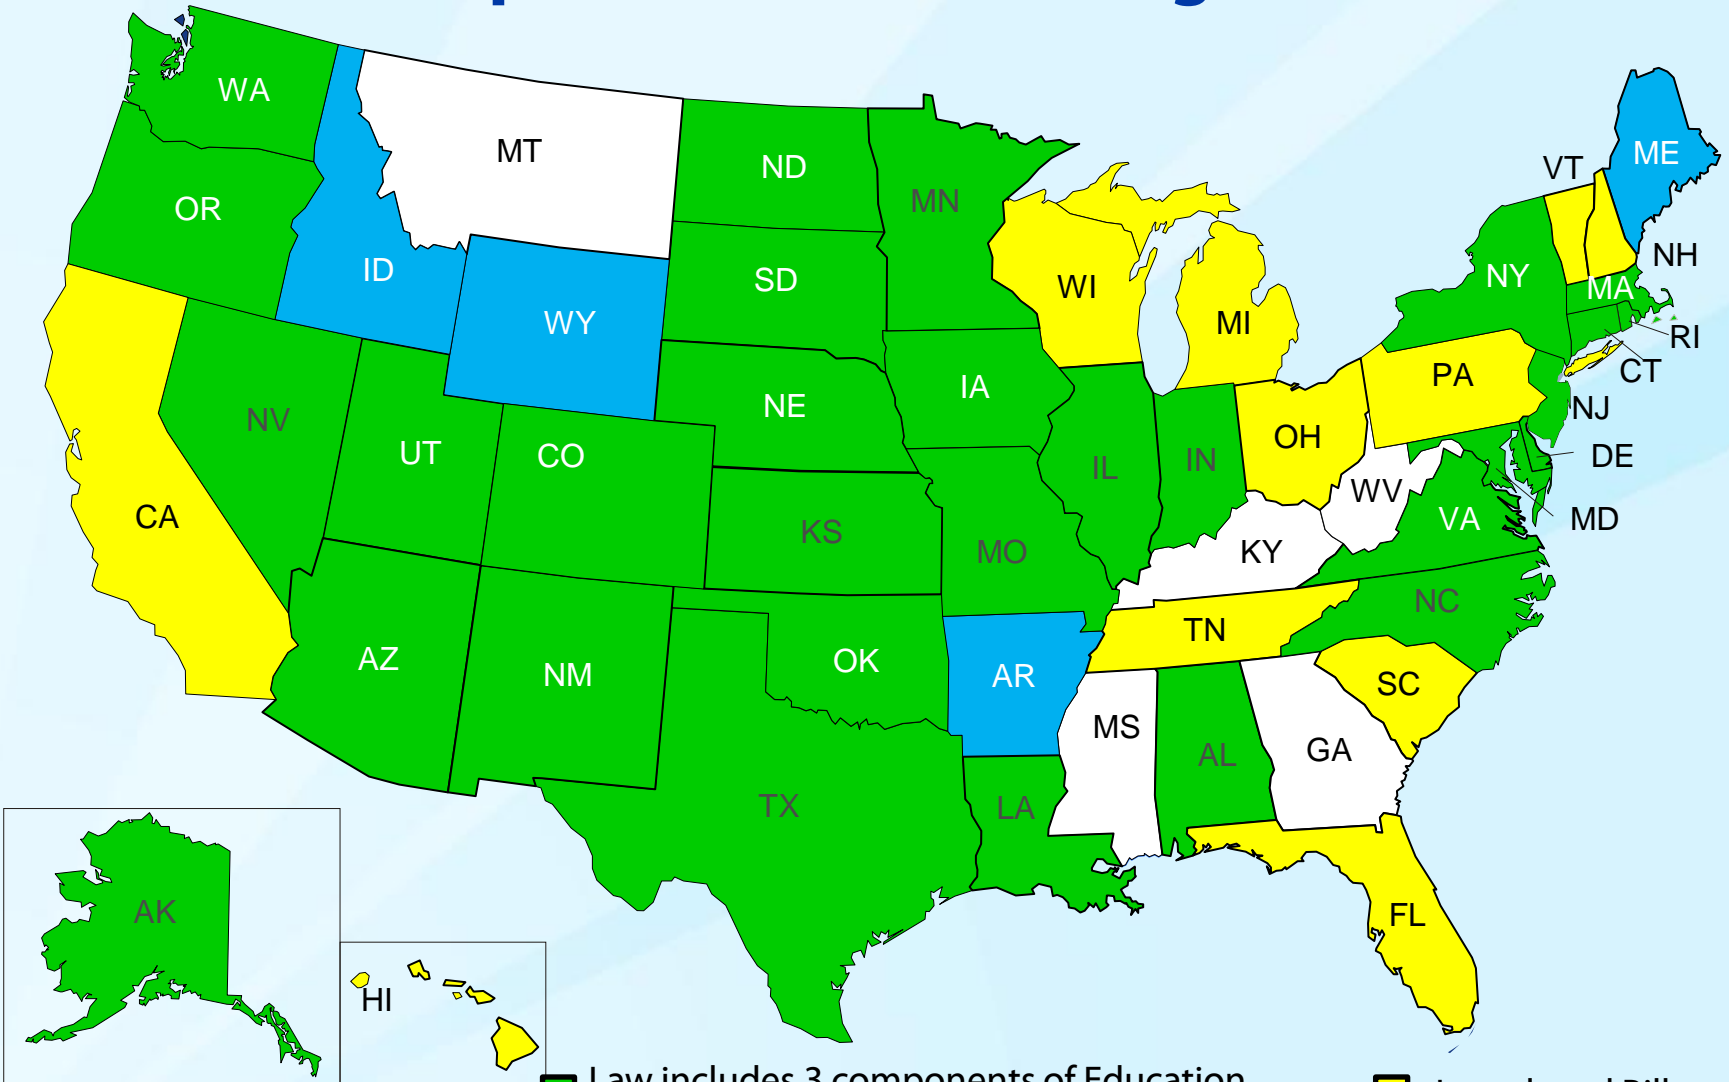 WA
MT
ND
MN
VT
ME
OR
ID
SD
WI
MI
NY
NH
MA
WY
RI
CT
PA
NV
UT
CO
NE
IA
IL
IN
OH
NJ
DE
CA
KS
MO
WV
VA
MD
KY
AZ
NM
OK
AR
TN
NC
SC
MS
AL
GA
TX
LA
AK
HI
FL
Law includes 3 components of Education